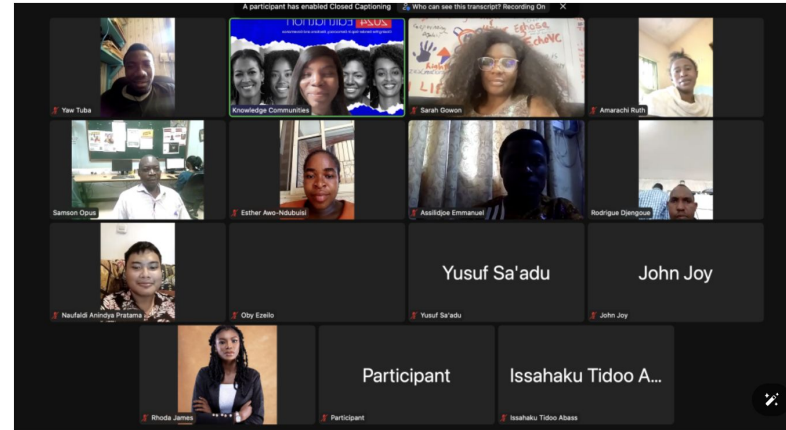 A participant has enabled Closed Captioning
Who can see this transcript? Recording On
Yaw Tuba
2024
Knowledge Communities
Sarah Gowon
Amarachi Ruth
Samson Opus
Esther Awo-Ndubuisi
Assilidjoe Emmanuel
Rodrigue Djengoue
Naufaldi Anindya Pratama
Oby Ezeilo
Yusuf Sa'adu
Yusuf Sa'adu
John Joy
John Joy
Rhoda James
Participant
Participant
Issahaku Tidoo A...
Issahaku Tidoo Abass